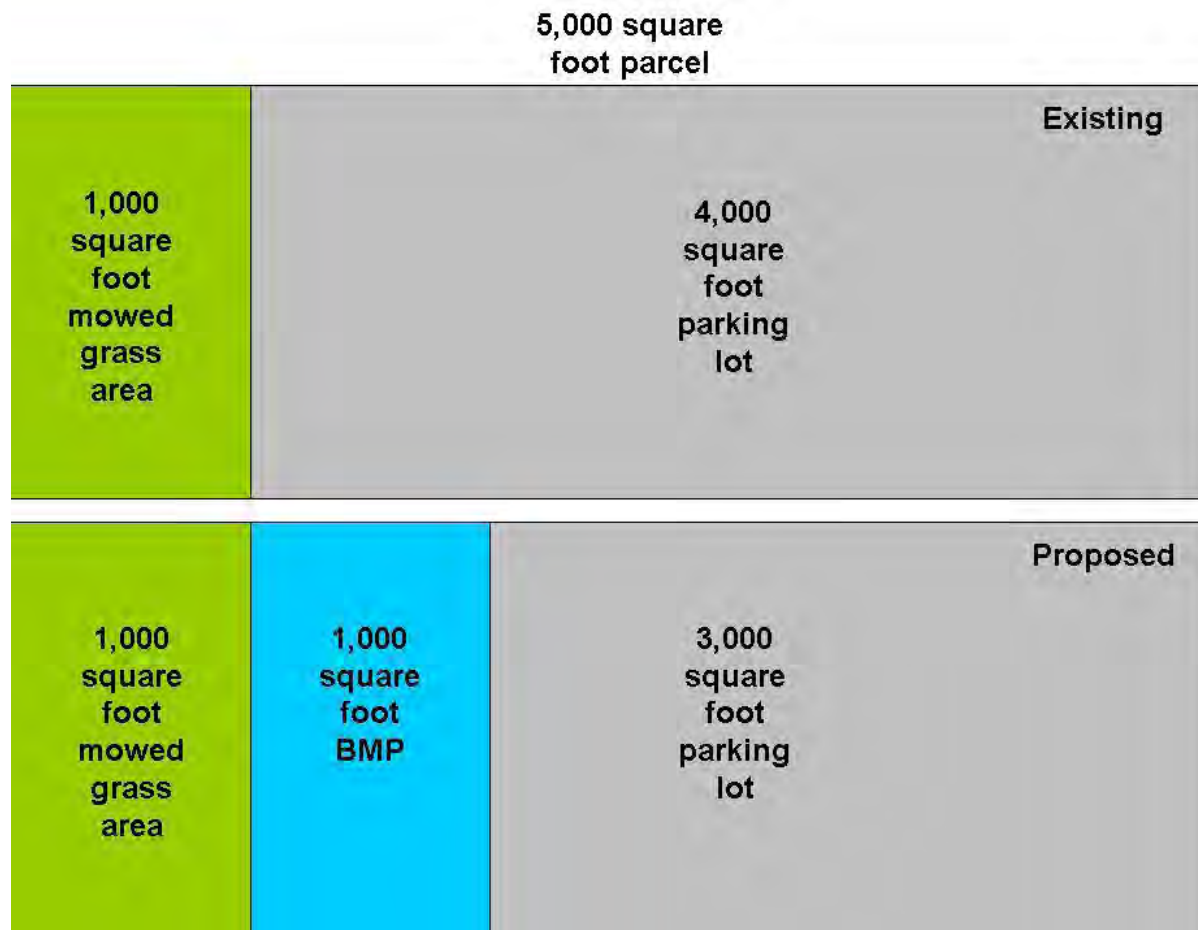 5,000 square
foot parcel
Existing
1,000
square
foot
mowed
grass
area
4,000
square
foot
parking
lot
Proposed
1,000
square
foot
mowed
grass
area
1,000
square
foot
BMP
3,000
square
foot
parking
lot